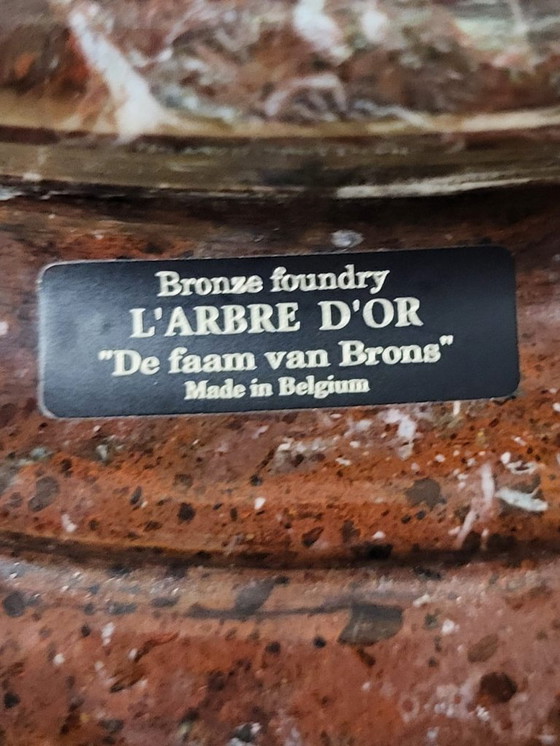 Bronze foundry
L'ARBRE D'OR
"De faam van Brons"
Made in Belgium